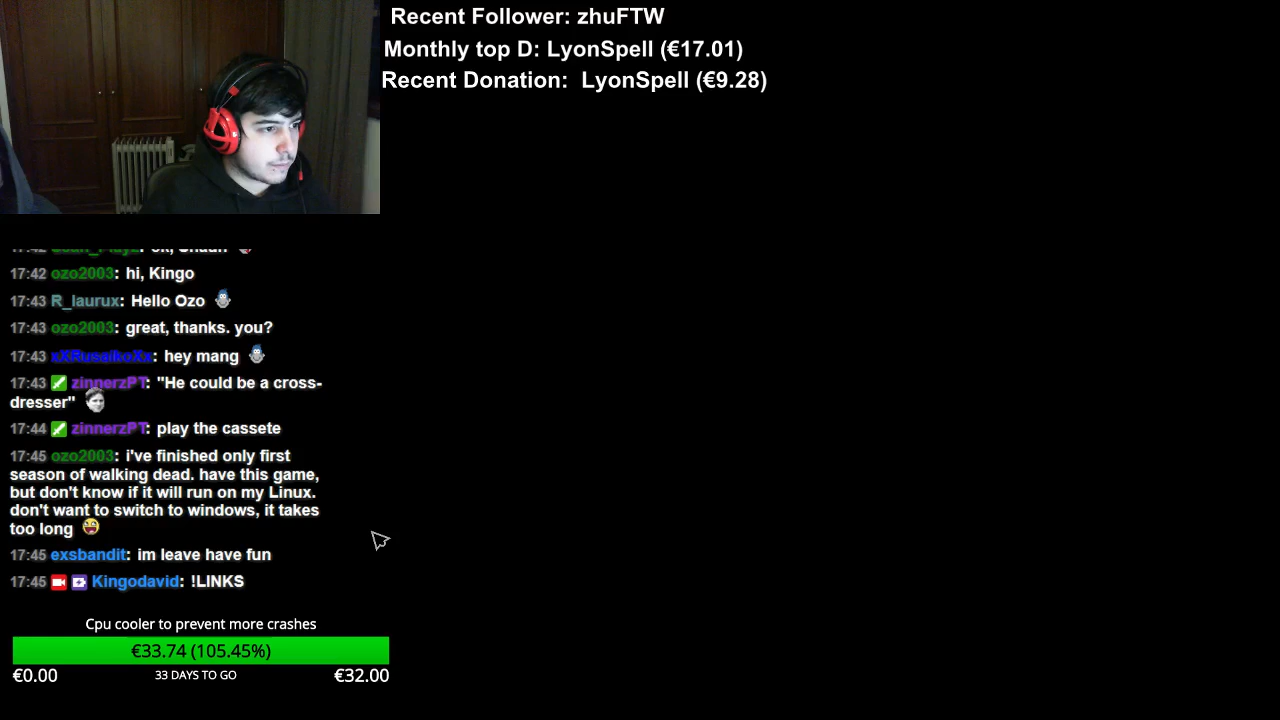 Recent Follower: zhuFTW
Monthly top D: LyonSpell (€17.01)
Recent Donation: LyonSpell (€9.28)
17:42 ozo2003: hi, Kingo
17:43 R_laurux: Hello Ozo
17:43 ozo2003: great, thanks. you?
17:43 xXRusalkoXx: hey mang
17:43 zinnerzPT: "He could be a cross-
dresser"
17:44 zinnerzPT: play the cassete
17:45 ozo2003: i've finished only first
season of walking dead. have this game,
but don't know if it will run on my Linux.
don't want to switch to windows, it takes
too long
17:45 exsbandit: im leave have fun
17:45 Kingodavid: !LINKS
Cpu cooler to prevent more crashes
€33.74 (105.45%)
€0.00 33 DAYS TO GO €32.00